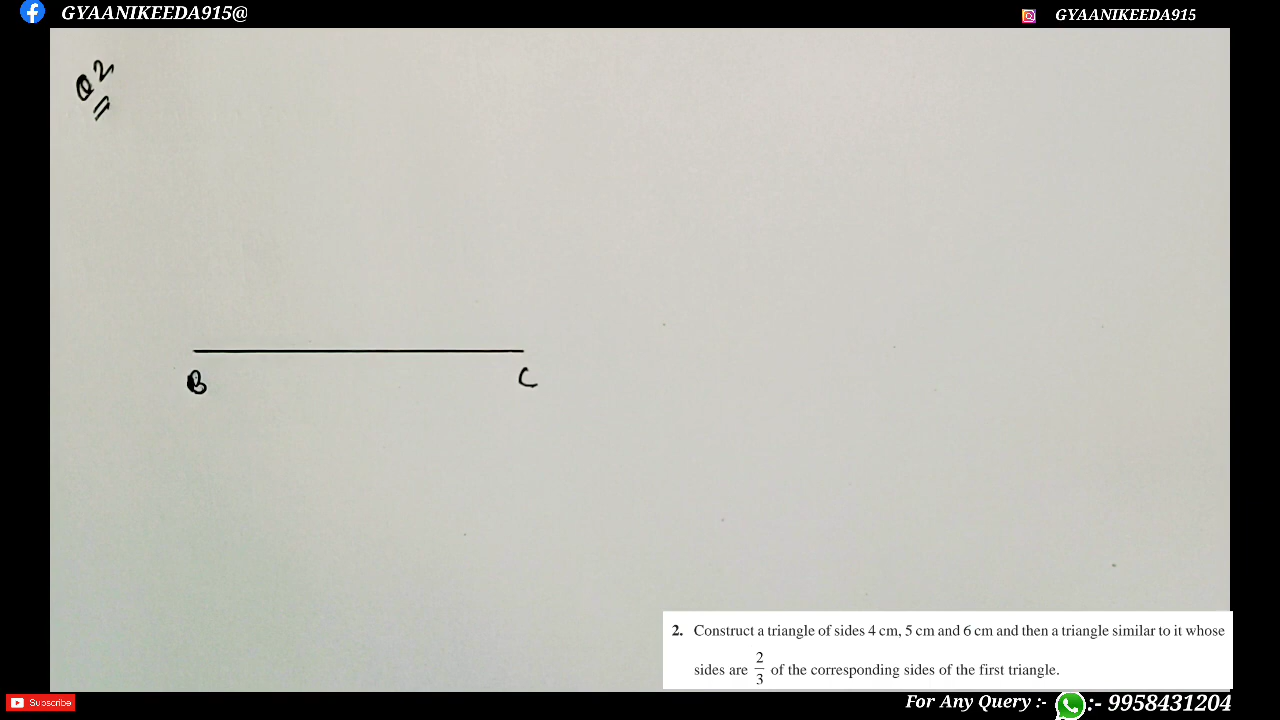 GYAANIKEEDA915@
GYAANIKEEDA915
Q2
B C
2. Construct a triangle of sides 4 cm, 5 cm and 6 cm and then a triangle similar to it whose
sides are 2/3 of the corresponding sides of the first triangle.
Subscribe
For Any Query :- :- 9958431204